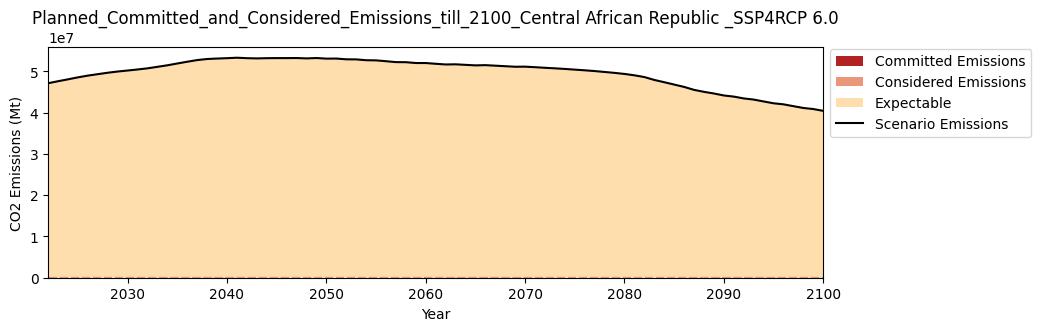 Planned_Committed_and_Considered_Emissions_till_2100_Central African Republic _SSP4RCP 6.0
1e7
5
4
3
2
1
0
CO2 Emissions (Mt)
2030 2040 2050 2060 2070 2080 2090 2100
Year
Committed Emissions
Considered Emissions
Expectable
Scenario Emissions